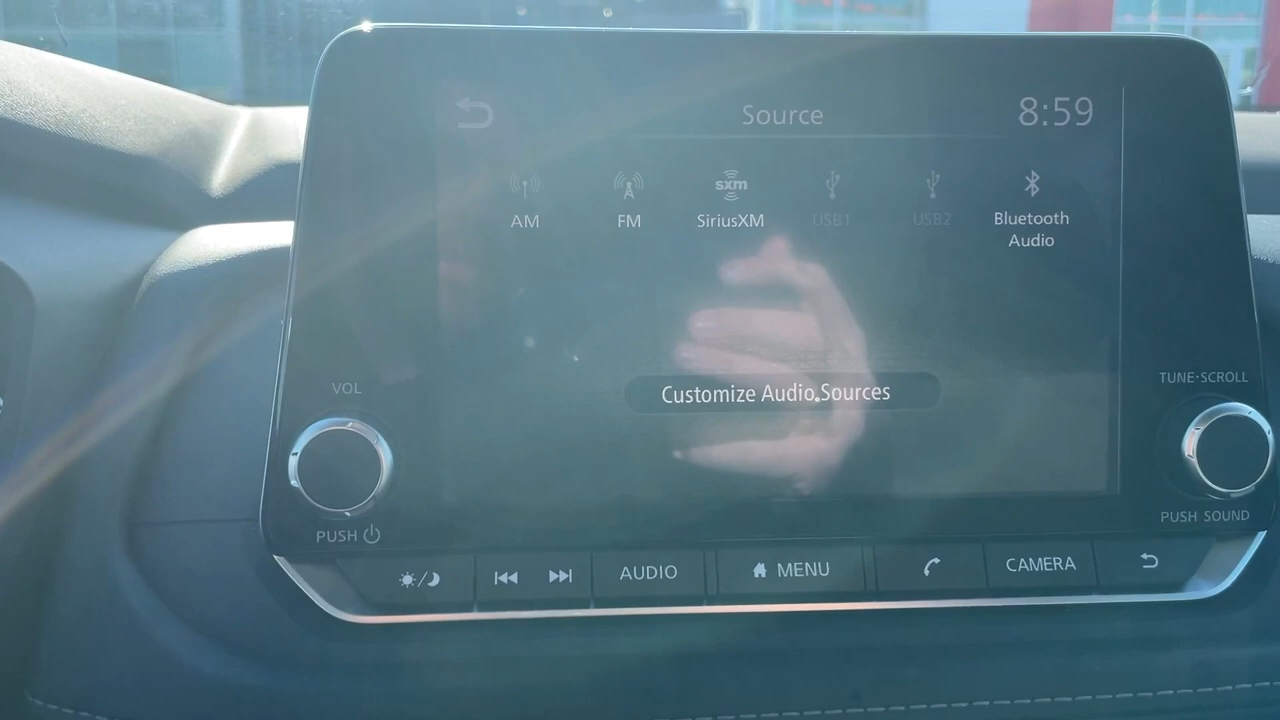 Source
8:59
sxm
AM
FM
SiriusXM
USB1
USB2
Bluetooth
Audio
Customize Audio Sources
VOL
TUNE·SCROLL
PUSH
PUSH SOUND
AUDIO
MENU
CAMERA